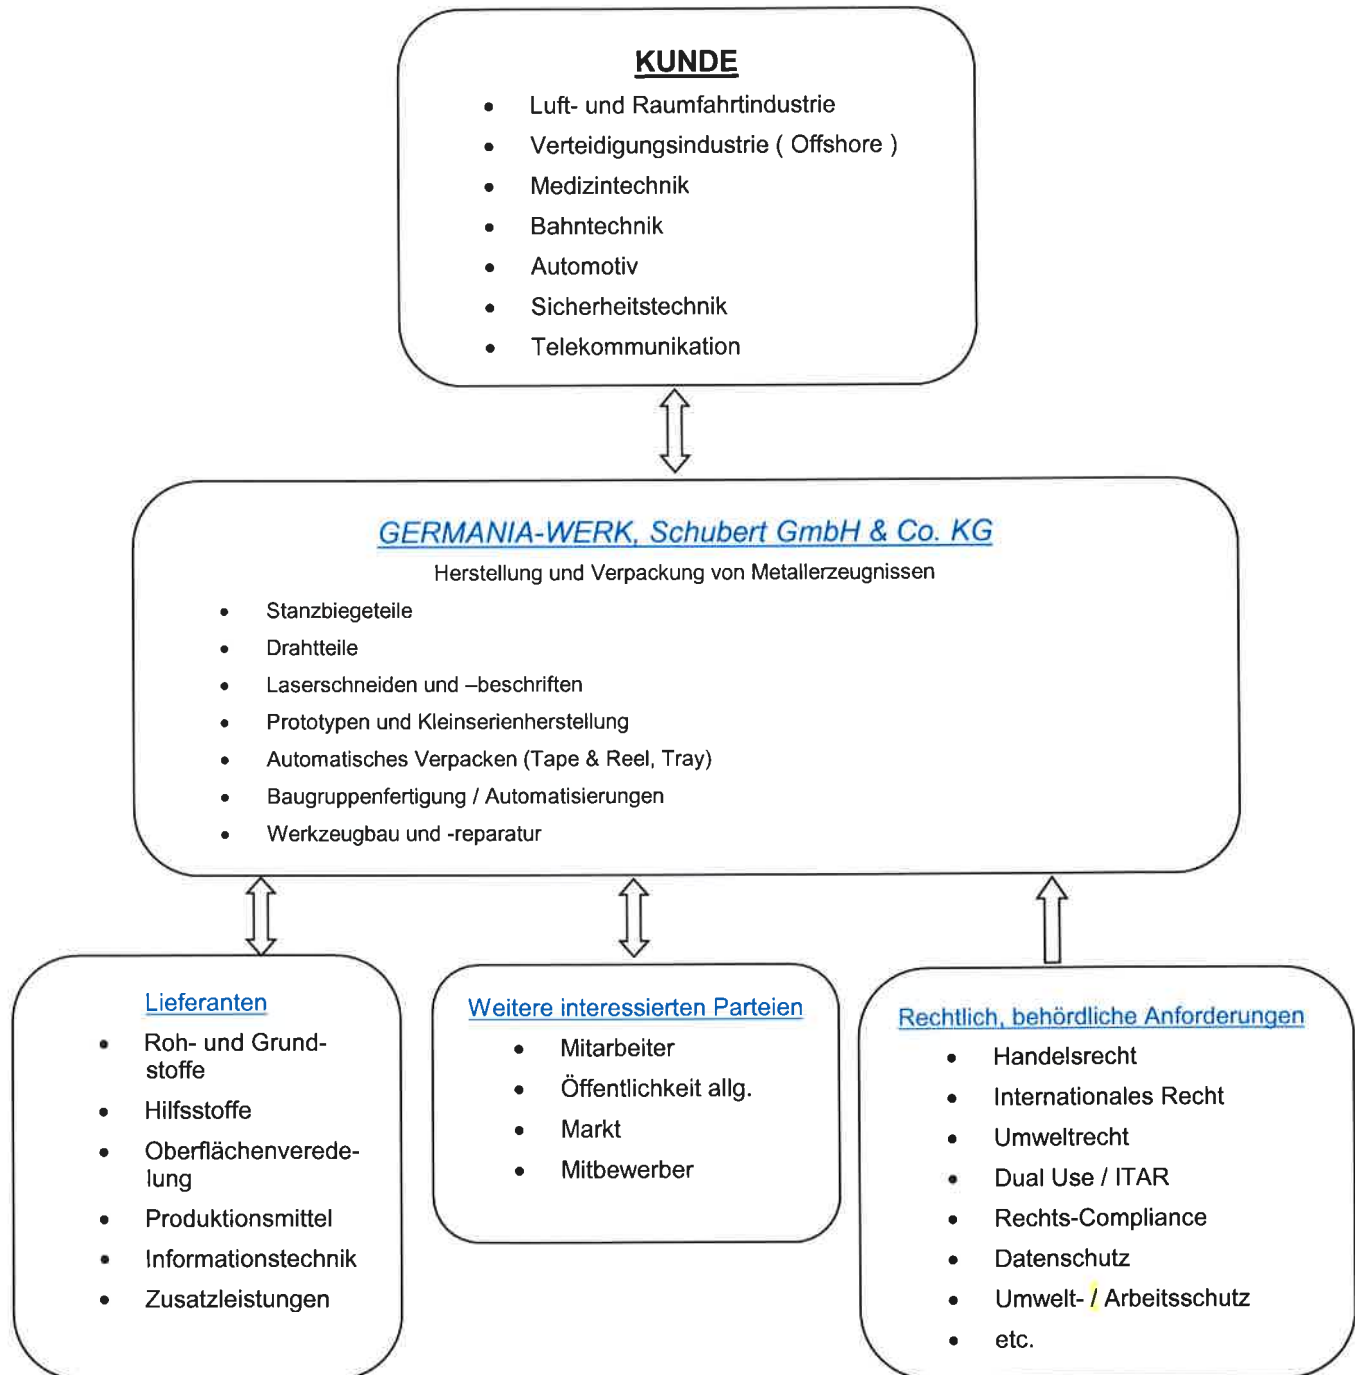 KUNDE
• Luft- und Raumfahrtindustrie
• Verteidigungsindustrie ( Offshore )
• Medizintechnik
• Bahntechnik
• Automotiv
• Sicherheitstechnik
• Telekommunikation
GERMANIA-WERK, Schubert GmbH & Co. KG
Herstellung und Verpackung von Metallerzeugnissen
• Stanzbiegeteile
• Drahtteile
• Laserschneiden und –beschriften
• Prototypen und Kleinserienherstellung
• Automatisches Verpacken (Tape & Reel, Tray)
• Baugruppenfertigung / Automatisierungen
• Werkzeugbau und -reparatur
Lieferanten
• Roh- und Grund-
stoffe
• Hilfsstoffe
• Oberflächenverede-
lung
• Produktionsmittel
• Informationstechnik
• Zusatzleistungen
Weitere interessierten Parteien
• Mitarbeiter
• Öffentlichkeit allg.
• Markt
• Mitbewerber
Rechtlich, behördliche Anforderungen
• Handelsrecht
• Internationales Recht
• Umweltrecht
• Dual Use / ITAR
• Rechts-Compliance
• Datenschutz
• Umwelt- / Arbeitsschutz
• etc.